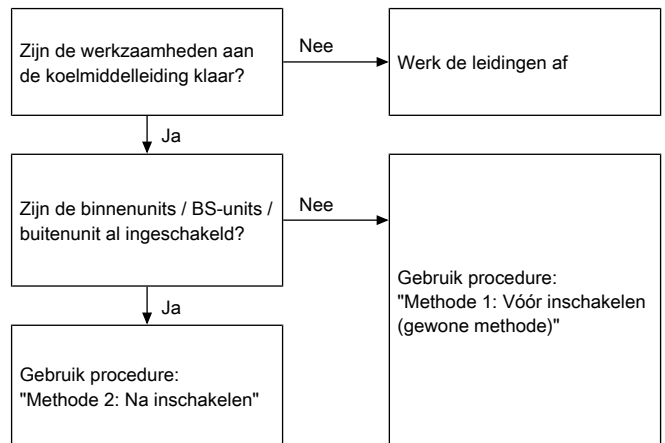 Zijn de werkzaamheden aan
de koelmiddelleiding klaar?
Nee
Werk de leidingen af
Ja
Zijn de binnenunits / BS-units /
buitenunit al ingeschakeld?
Nee
Gebruik procedure:
"Methode 1: Vóór inschakelen
(gewone methode)"
Ja
Gebruik procedure:
"Methode 2: Na inschakelen"